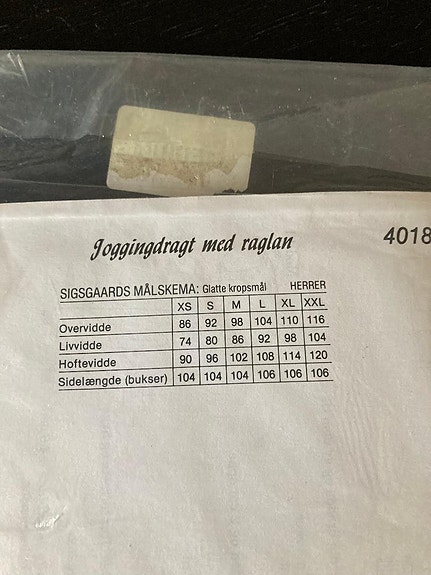 Joggingdragt med raglan 4018
SIGSGAARDS MÅLSKEMA: Glatte kropsmål HERRER
XS S M L XL XXL
Overvidde 86 92 98 104 110 116
Livvidde 74 80 86 92 98 104
Hoftevidde 90 96 102 108 114 120
Sidelængde (bukser) 104 104 104 106 106 106